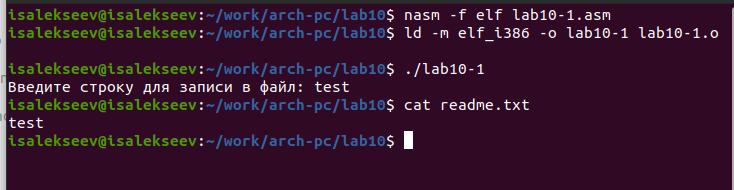 isalekseev@isalekseev:~/work/arch-pc/lab10$ nasm -f elf lab10-1.asm
isalekseev@isalekseev:~/work/arch-pc/lab10$ ld -m elf_i386 -o lab10-1 lab10-1.o
isalekseev@isalekseev:~/work/arch-pc/lab10$ ./lab10-1
Введите строку для записи в файл: test
isalekseev@isalekseev:~/work/arch-pc/lab10$ cat readme.txt
test
isalekseev@isalekseev:~/work/arch-pc/lab10$